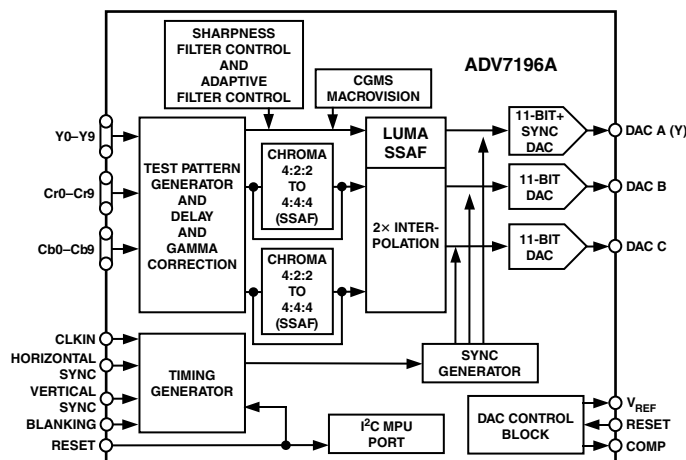 SHARPNESS
FILTER CONTROL
AND
ADAPTIVE
FILTER CONTROL
ADV7196A
CGMS
MACROVISION
Y0–Y9
Cr0–Cr9
Cb0–Cb9
TEST PATTERN
GENERATOR
AND
DELAY
AND
GAMMA
CORRECTION
CHROMA
4:2:2
TO
4:4:4
(SSAF)
CHROMA
4:2:2
TO
4:4:4
(SSAF)
LUMA
SSAF
2× INTER-
POLATION
11-BIT+
SYNC
DAC
DAC A (Y)
11-BIT
DAC
DAC B
11-BIT
DAC
DAC C
CLKIN
HORIZONTAL
SYNC
VERTICAL
SYNC
BLANKING
RESET
TIMING
GENERATOR
SYNC
GENERATOR
I²C MPU
PORT
DAC CONTROL
BLOCK
VREF
RESET
COMP